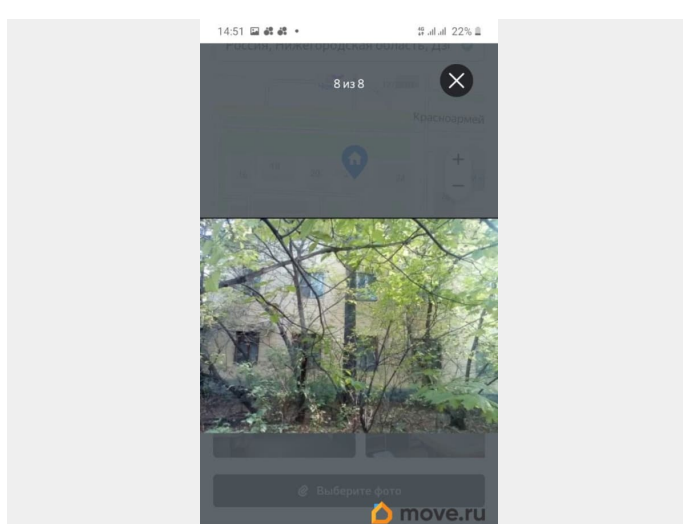 14:51
22%
Россия, Нижегородская область, Дз
8 из 8
Красноармей
Выберите фото
move.ru